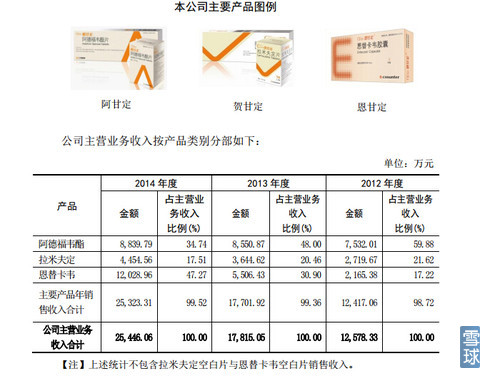 本公司主要产品图例
阿德福韦酯片
拉米夫定片
恩替卡韦胶囊
阿甘定
贺甘定
恩甘定
公司主营业务收入按产品类别分部如下：
单位：万元
产品 2014 年度 2013 年度 2012 年度
金额 占主营业务收入比例(%) 金额 占主营业务收入比例(%) 金额 占主营业务收入比例(%)
阿德福韦酯 8,839.79 34.74 8,550.87 48.00 7,532.01 59.88
拉米夫定 4,454.56 17.51 3,644.62 20.46 2,719.67 21.62
恩替卡韦 12,028.96 47.27 5,506.43 30.90 2,165.38 17.22
主要产品年销售收入合计 25,323.31 99.52 17,701.92 99.36 12,417.06 98.72
公司主营业务收入合计 25,446.06 100.00 17,815.05 100.00 12,578.33 100.00
【注】上述统计不包含拉米夫定空白片与恩替卡韦空白片销售收入。
雪球